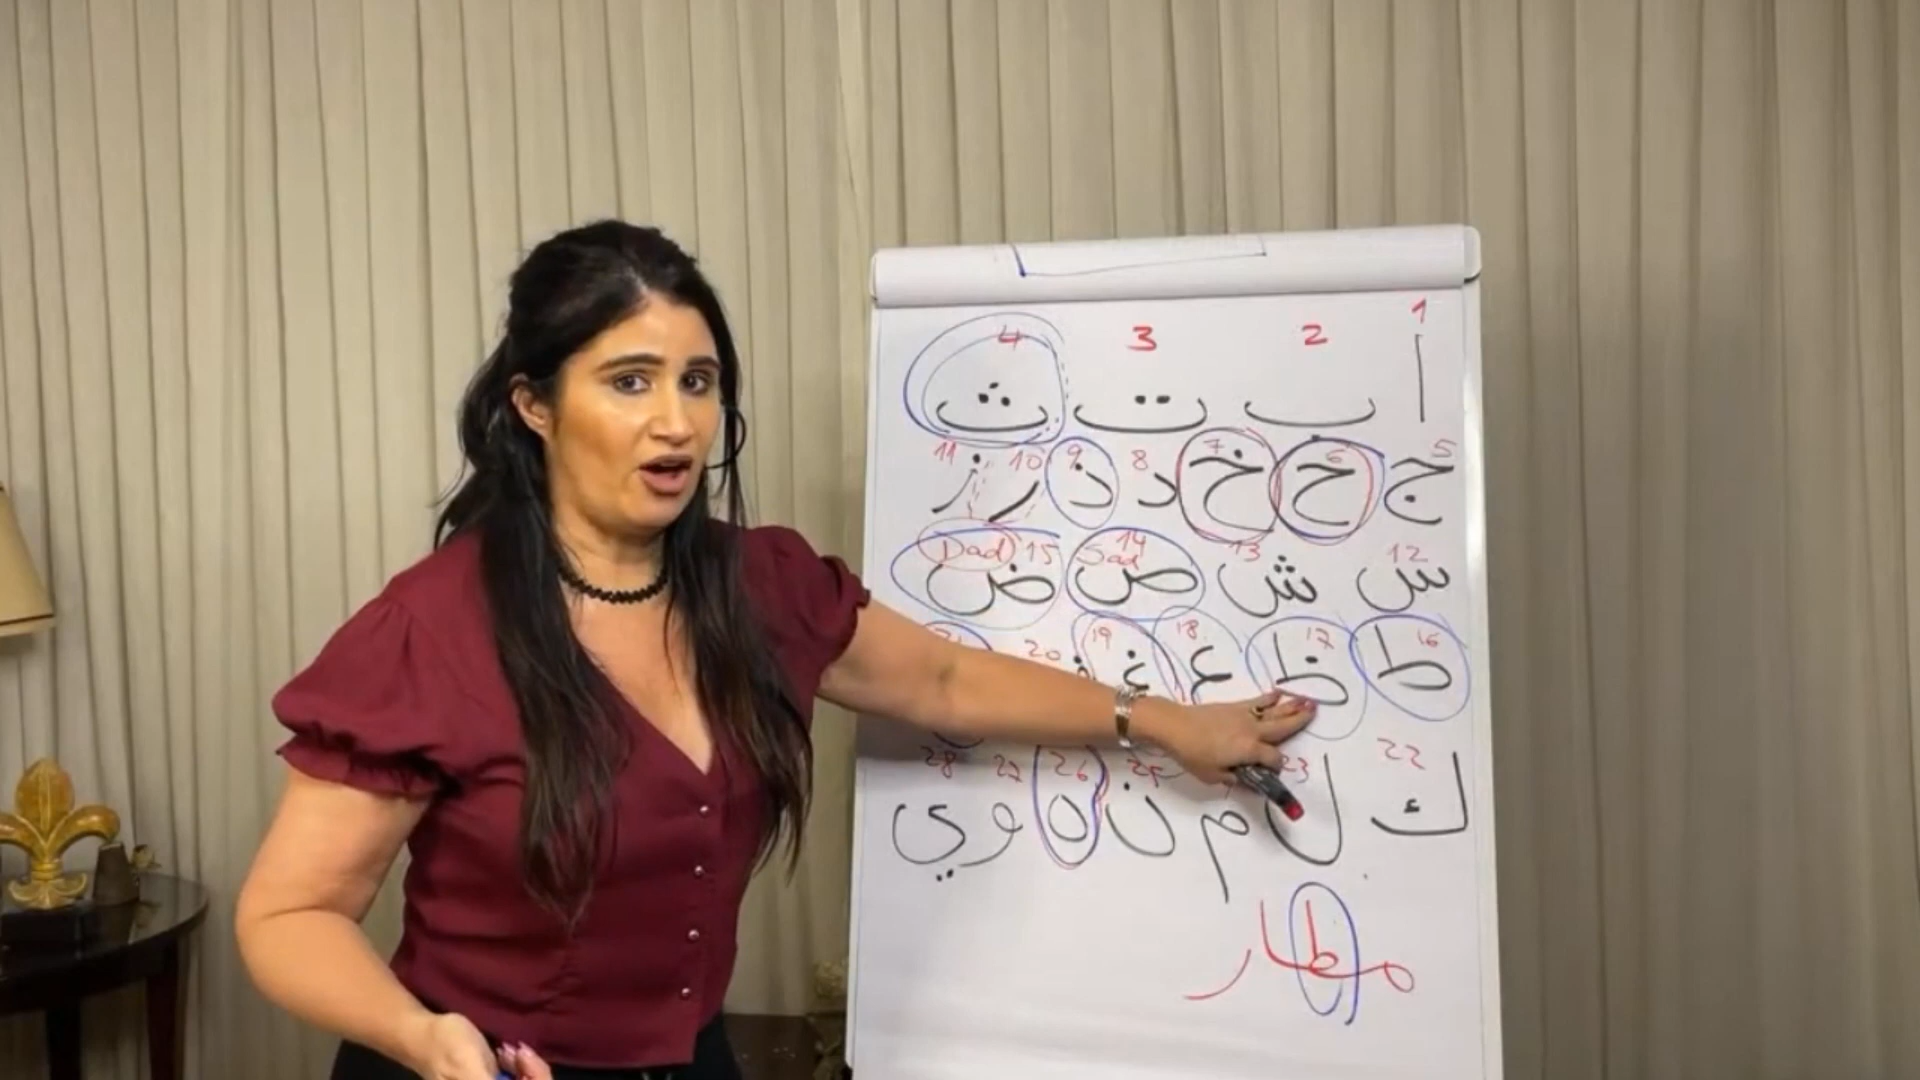 1 2 3 4
ا ب ت ث
5 6 7 8 9 10 11
ج ح خ د ذ ر ز
12 13 14 Sad 15 Dad
س ش ص ض
16 17 18 19 20
ط ظ ع غ
22 23 25 26 27 28
ك ل م ن ه و ي
مطار